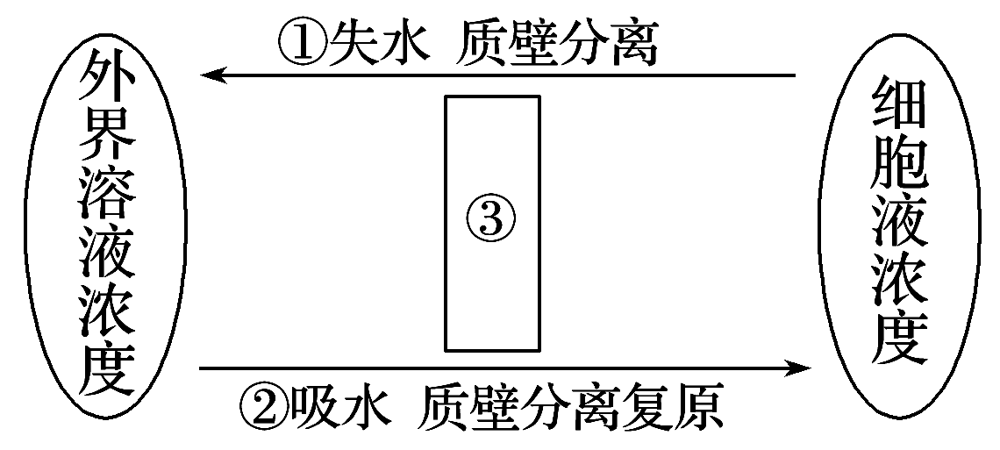 ①失水 质壁分离
外界溶液浓度
③
细胞液浓度
②吸水 质壁分离复原